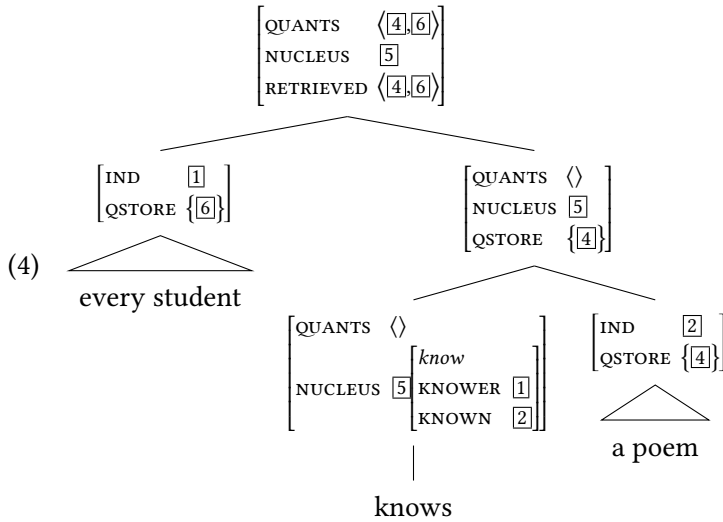 QUANTS ⟨4,6⟩
NUCLEUS 5
RETRIEVED ⟨4,6⟩
IND 1
QSTORE {6}
QUANTS ⟨⟩
NUCLEUS 5
QSTORE {4}
(4)
every student
QUANTS ⟨⟩
NUCLEUS 5
know
KNOWER 1
KNOWN 2
IND 2
QSTORE {4}
a poem
knows